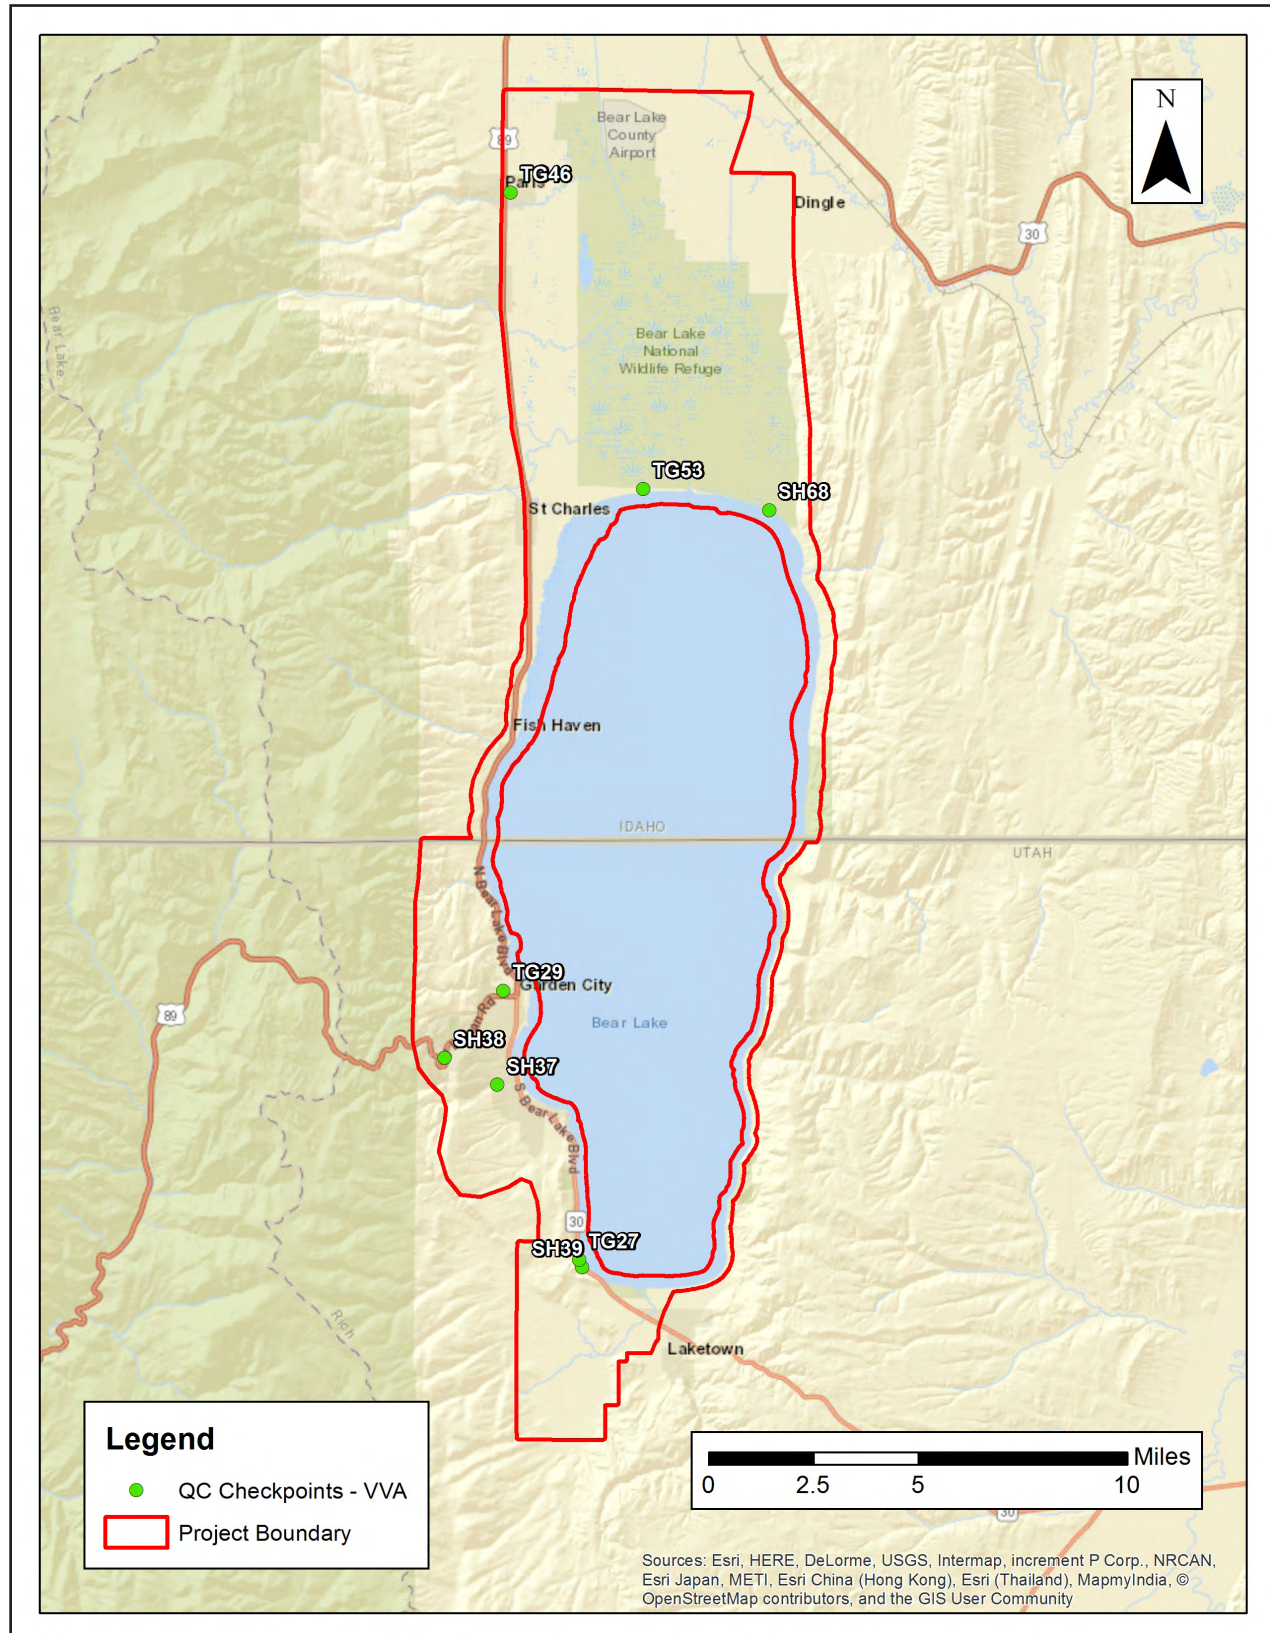 N
Bear Lake
County
Airport
89
TG46
Paris
Dingle
30
Bear Lake
Bear Lake
National
Wildlife Refuge
TG53
SH68
St Charles
Fish Haven
IDAHO
UTAH
N Bear Lake Blvd
TG29
Garden City
Bear Lake
89
SH38
SH37
S Bear Lake Blvd
30
SH39
TG27
Rich
Laketown
Legend
QC Checkpoints - VVA
Project Boundary
Miles
0 2.5 5 10
30
Sources: Esri, HERE, DeLorme, USGS, Intermap, increment P Corp., NRCAN,
Esri Japan, METI, Esri China (Hong Kong), Esri (Thailand), MapmyIndia, ©
OpenStreetMap contributors, and the GIS User Community